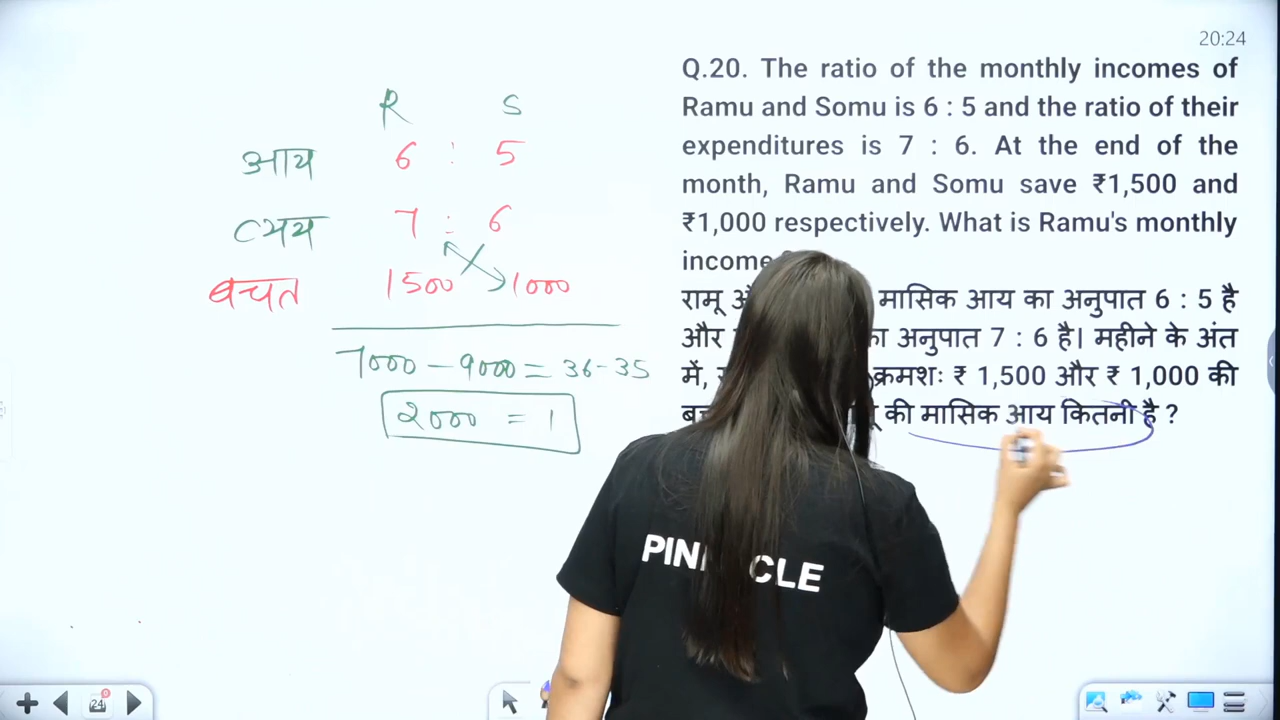 20:24
R S
आय 6 : 5
व्यय 7 : 6
बचत 1500 1000
7000 - 9000 = 36-35
2000 = 1
Q.20. The ratio of the monthly incomes of
Ramu and Somu is 6 : 5 and the ratio of their
expenditures is 7 : 6. At the end of the
month, Ramu and Somu save ₹1,500 and
₹1,000 respectively. What is Ramu's monthly
income
रामू मासिक आय का अनुपात 6 : 5 है
और का अनुपात 7 : 6 है। महीने के अंत
में, क्रमशः ₹ 1,500 और ₹ 1,000 की
की मासिक आय कितनी है ?
PIN CLE
24